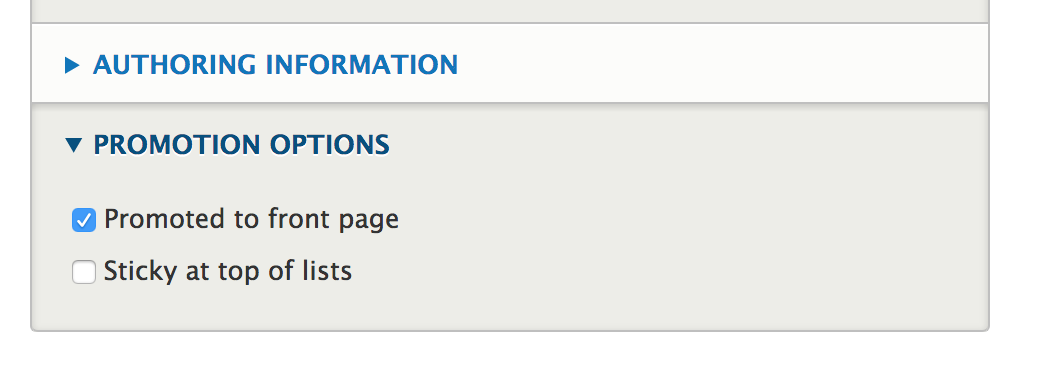 AUTHORING INFORMATION
PROMOTION OPTIONS
Promoted to front page
Sticky at top of lists